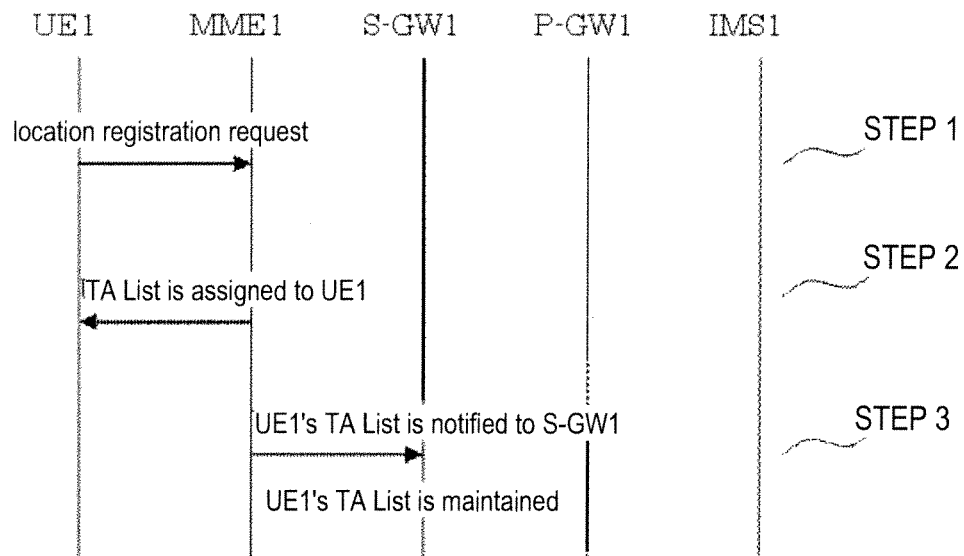 UE1 MME1 S-GW1 P-GW1 IMS1
location registration request
STEP 1
TA List is assigned to UE1
STEP 2
UE1's TA List is notified to S-GW1
STEP 3
UE1's TA List is maintained